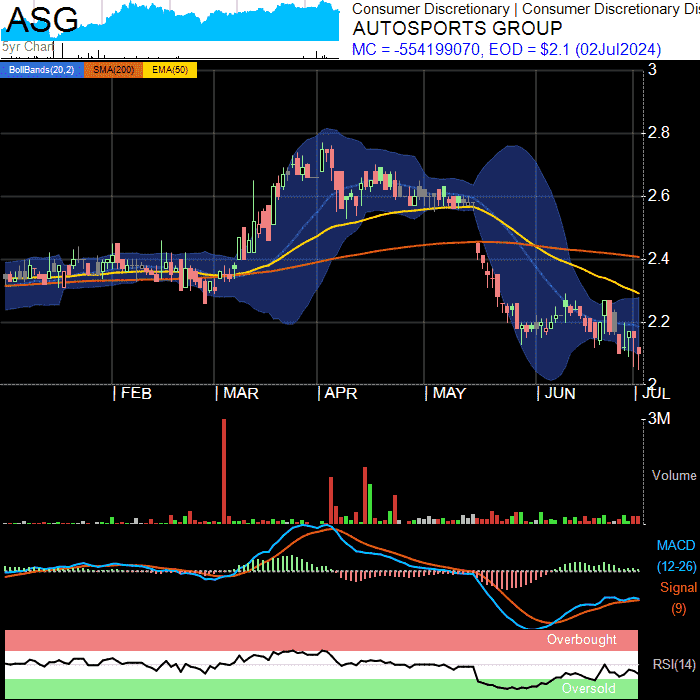 ASG
5yr Chart
Consumer Discretionary | Consumer Discretionary Dis
AUTOSPORTS GROUP
MC = -554199070, EOD = $2.1 (02Jul2024)
BollBands(20,2) SMA(200) EMA(50)
3
2.8
2.6
2.4
2.2
2
FEB MAR APR MAY JUN JUL
3M
Volume
MACD
(12-26)
Signal
(9)
Overbought
RSI(14)
Oversold